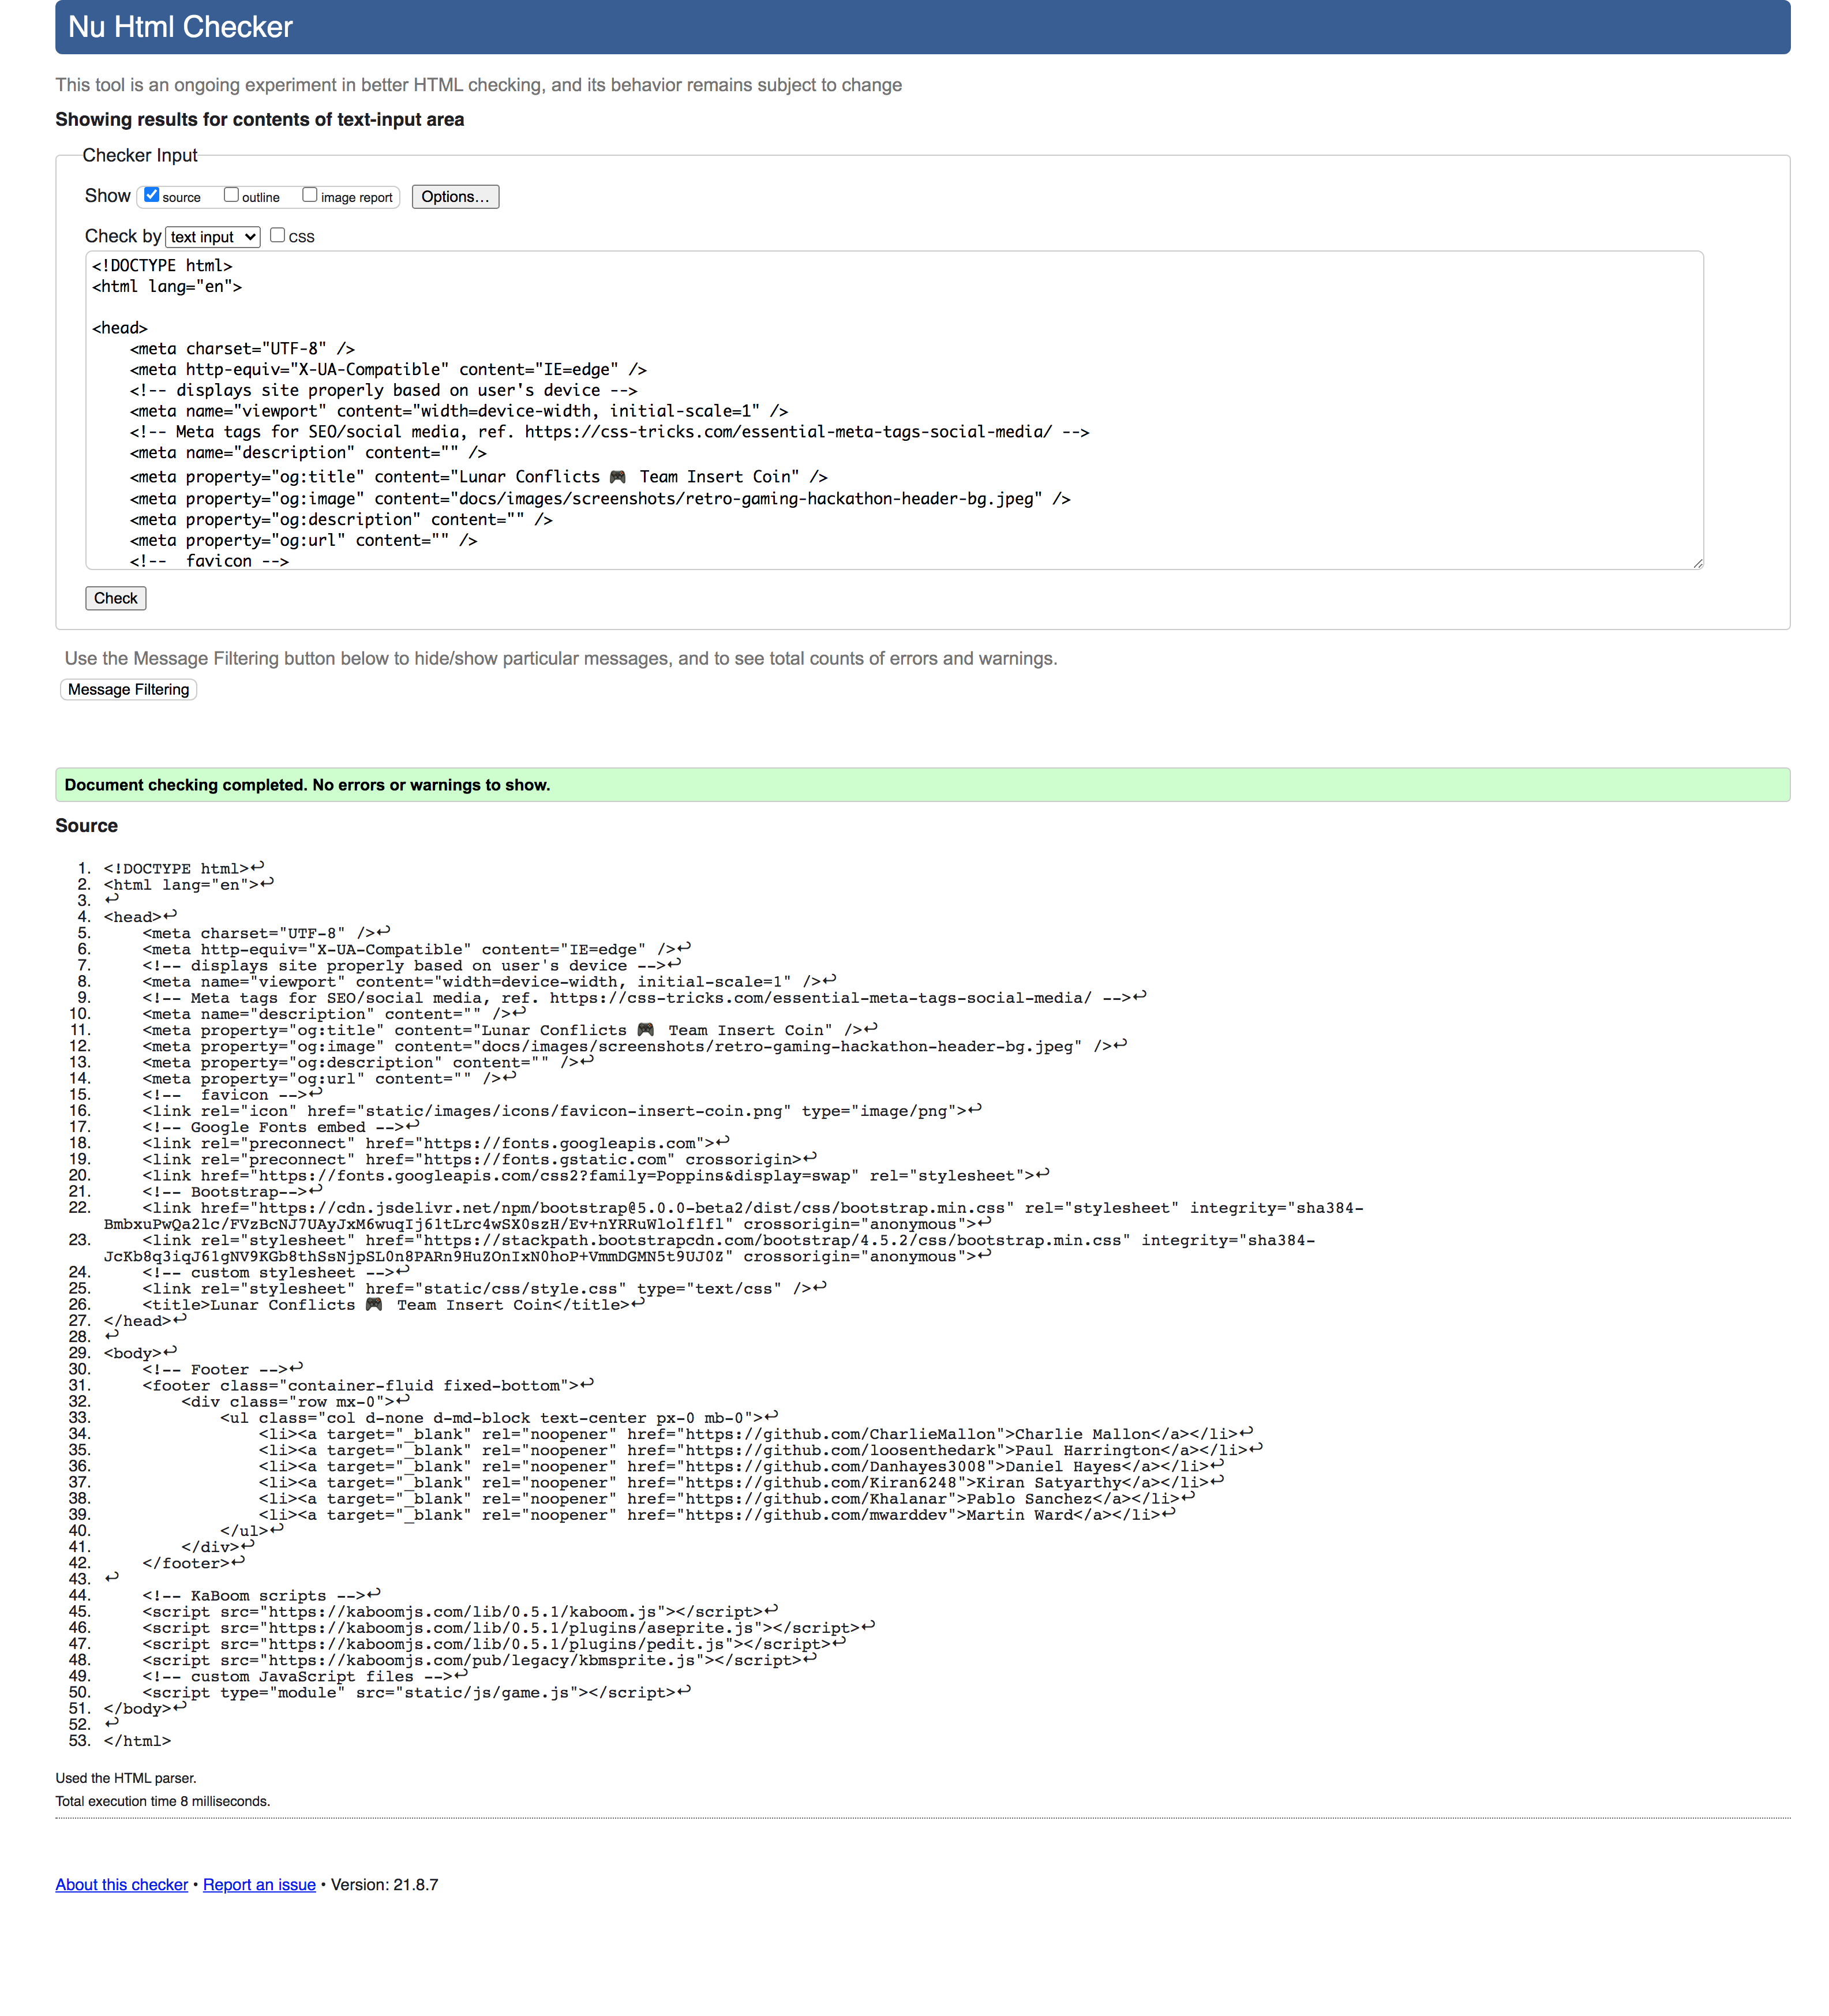 Nu Html Checker
This tool is an ongoing experiment in better HTML checking, and its behavior remains subject to change
Showing results for contents of text-input area
Checker Input
Show source outline image report Options…
Check by text input CSS
<!DOCTYPE html>
<html lang="en">
<head>
    <meta charset="UTF-8" />
    <meta http-equiv="X-UA-Compatible" content="IE=edge" />
    <!-- displays site properly based on user's device -->
    <meta name="viewport" content="width=device-width, initial-scale=1" />
    <!-- Meta tags for SEO/social media, ref. https://css-tricks.com/essential-meta-tags-social-media/ -->
    <meta name="description" content="" />
    <meta property="og:title" content="Lunar Conflicts 🎮 Team Insert Coin" />
    <meta property="og:image" content="docs/images/screenshots/retro-gaming-hackathon-header-bg.jpeg" />
    <meta property="og:description" content="" />
    <meta property="og:url" content="" />
    <!--  favicon -->
Check
Use the Message Filtering button below to hide/show particular messages, and to see total counts of errors and warnings.
Message Filtering
Document checking completed. No errors or warnings to show.
Source
1. <!DOCTYPE html>↩
2. <html lang="en">↩
3. ↩
4. <head>↩
5.     <meta charset="UTF-8" />↩
6.     <meta http-equiv="X-UA-Compatible" content="IE=edge" />↩
7.     <!-- displays site properly based on user's device -->↩
8.     <meta name="viewport" content="width=device-width, initial-scale=1" />↩
9.     <!-- Meta tags for SEO/social media, ref. https://css-tricks.com/essential-meta-tags-social-media/ -->↩
10.     <meta name="description" content="" />↩
11.     <meta property="og:title" content="Lunar Conflicts 🎮 Team Insert Coin" />↩
12.     <meta property="og:image" content="docs/images/screenshots/retro-gaming-hackathon-header-bg.jpeg" />↩
13.     <meta property="og:description" content="" />↩
14.     <meta property="og:url" content="" />↩
15.     <!--  favicon -->↩
16.     <link rel="icon" href="static/images/icons/favicon-insert-coin.png" type="image/png">↩
17.     <!-- Google Fonts embed -->↩
18.     <link rel="preconnect" href="https://fonts.googleapis.com">↩
19.     <link rel="preconnect" href="https://fonts.gstatic.com" crossorigin>↩
20.     <link href="https://fonts.googleapis.com/css2?family=Poppins&display=swap" rel="stylesheet">↩
21.     <!-- Bootstrap-->↩
22.     <link href="https://cdn.jsdelivr.net/npm/bootstrap@5.0.0-beta2/dist/css/bootstrap.min.css" rel="stylesheet" integrity="sha384-
BmbxuPwQa2lc/FVzBcNJ7UAyJxM6wuqIj61tLrc4wSX0szH/Ev+nYRRuWlolflfl" crossorigin="anonymous">↩
23.     <link rel="stylesheet" href="https://stackpath.bootstrapcdn.com/bootstrap/4.5.2/css/bootstrap.min.css" integrity="sha384-
JcKb8q3iqJ61gNV9KGb8thSsNjpSL0n8PARn9HuZOnIxN0hoP+VmmDGMN5t9UJ0Z" crossorigin="anonymous">↩
24.     <!-- custom stylesheet -->↩
25.     <link rel="stylesheet" href="static/css/style.css" type="text/css" />↩
26.     <title>Lunar Conflicts 🎮 Team Insert Coin</title>↩
27. </head>↩
28. ↩
29. <body>↩
30.     <!-- Footer -->↩
31.     <footer class="container-fluid fixed-bottom">↩
32.         <div class="row mx-0">↩
33.             <ul class="col d-none d-md-block text-center px-0 mb-0">↩
34.                 <li><a target="_blank" rel="noopener" href="https://github.com/CharlieMallon">Charlie Mallon</a></li>↩
35.                 <li><a target="_blank" rel="noopener" href="https://github.com/loosenthedark">Paul Harrington</a></li>↩
36.                 <li><a target="_blank" rel="noopener" href="https://github.com/Danhayes3008">Daniel Hayes</a></li>↩
37.                 <li><a target="_blank" rel="noopener" href="https://github.com/Kiran6248">Kiran Satyarthy</a></li>↩
38.                 <li><a target="_blank" rel="noopener" href="https://github.com/Khalanar">Pablo Sanchez</a></li>↩
39.                 <li><a target="_blank" rel="noopener" href="https://github.com/mwarddev">Martin Ward</a></li>↩
40.             </ul>↩
41.         </div>↩
42.     </footer>↩
43. ↩
44.     <!-- KaBoom scripts -->↩
45.     <script src="https://kaboomjs.com/lib/0.5.1/kaboom.js"></script>↩
46.     <script src="https://kaboomjs.com/lib/0.5.1/plugins/aseprite.js"></script>↩
47.     <script src="https://kaboomjs.com/lib/0.5.1/plugins/pedit.js"></script>↩
48.     <script src="https://kaboomjs.com/pub/legacy/kbmsprite.js"></script>↩
49.     <!-- custom JavaScript files -->↩
50.     <script type="module" src="static/js/game.js"></script>↩
51. </body>↩
52. ↩
53. </html>
Used the HTML parser.
Total execution time 8 milliseconds.
About this checker • Report an issue • Version: 21.8.7